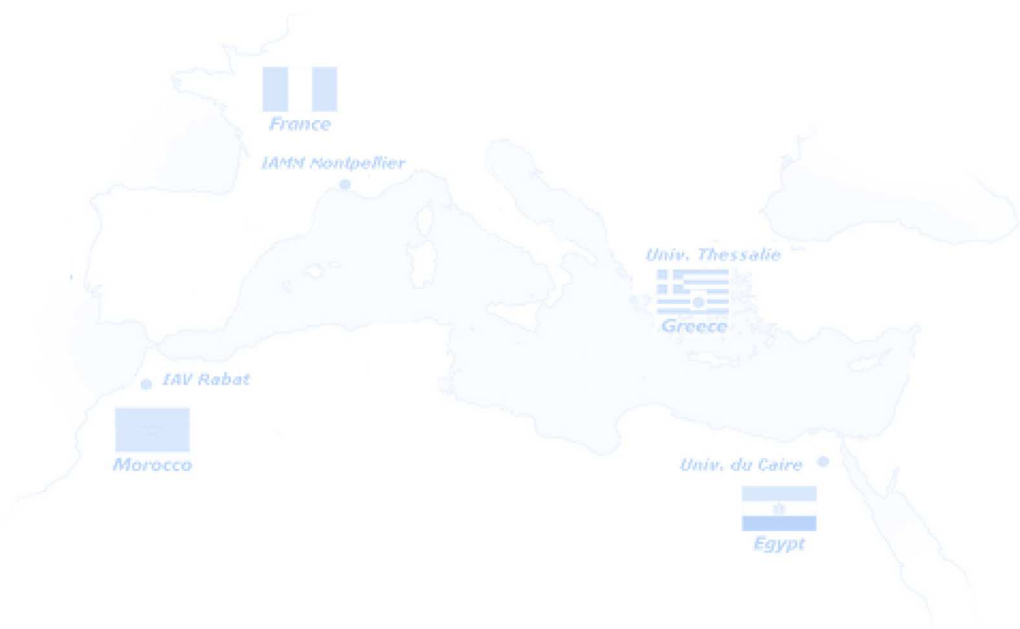 France
IAMM Montpellier
Univ. Thessalie
Greece
IAV Rabat
Morocco
Univ. du Caire
Egypt